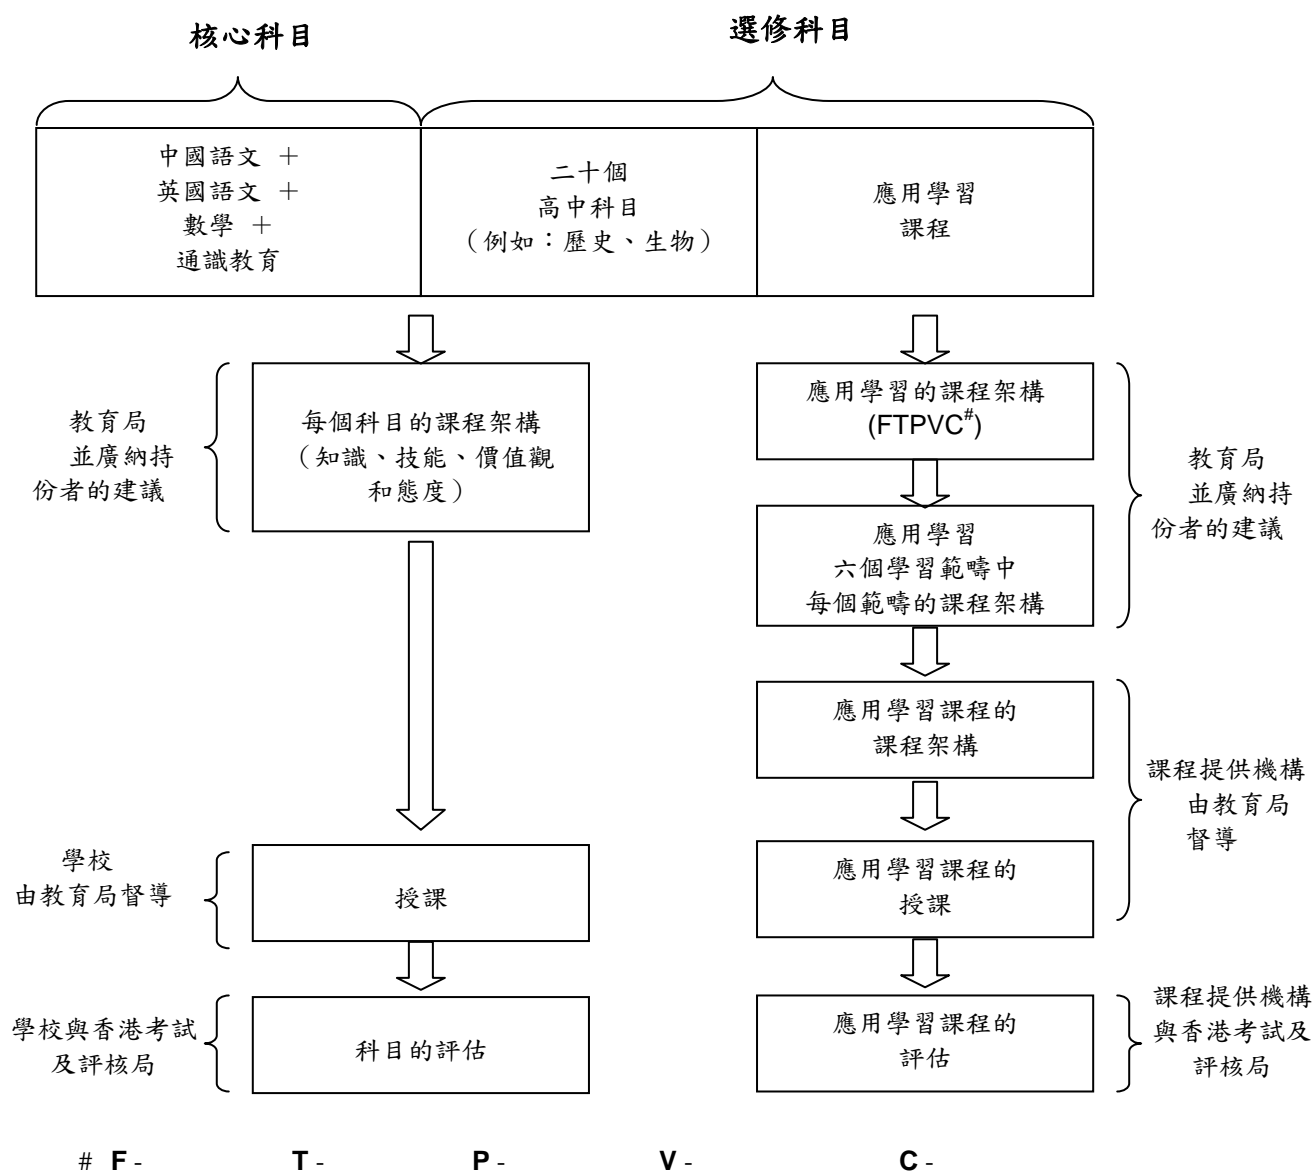 核心科目
選修科目
中國語文 ＋
英國語文 ＋
數學 ＋
通識教育
二十個
高中科目
（例如：歷史、生物）
應用學習
課程
教育局
並廣納持
份者的建議
每個科目的課程架構
（知識、技能、價值觀
和態度）
應用學習的課程架構
(FTPVC#)
應用學習
六個學習範疇中
每個範疇的課程架構
教育局
並廣納持
份者的建議
應用學習課程的
課程架構
課程提供機構
由教育局
督導
學校
由教育局督導
授課
應用學習課程的
授課
學校與香港考試
及評核局
科目的評估
應用學習課程的
評估
課程提供機構
與香港考試及
評核局
# F - T - P - V - C -